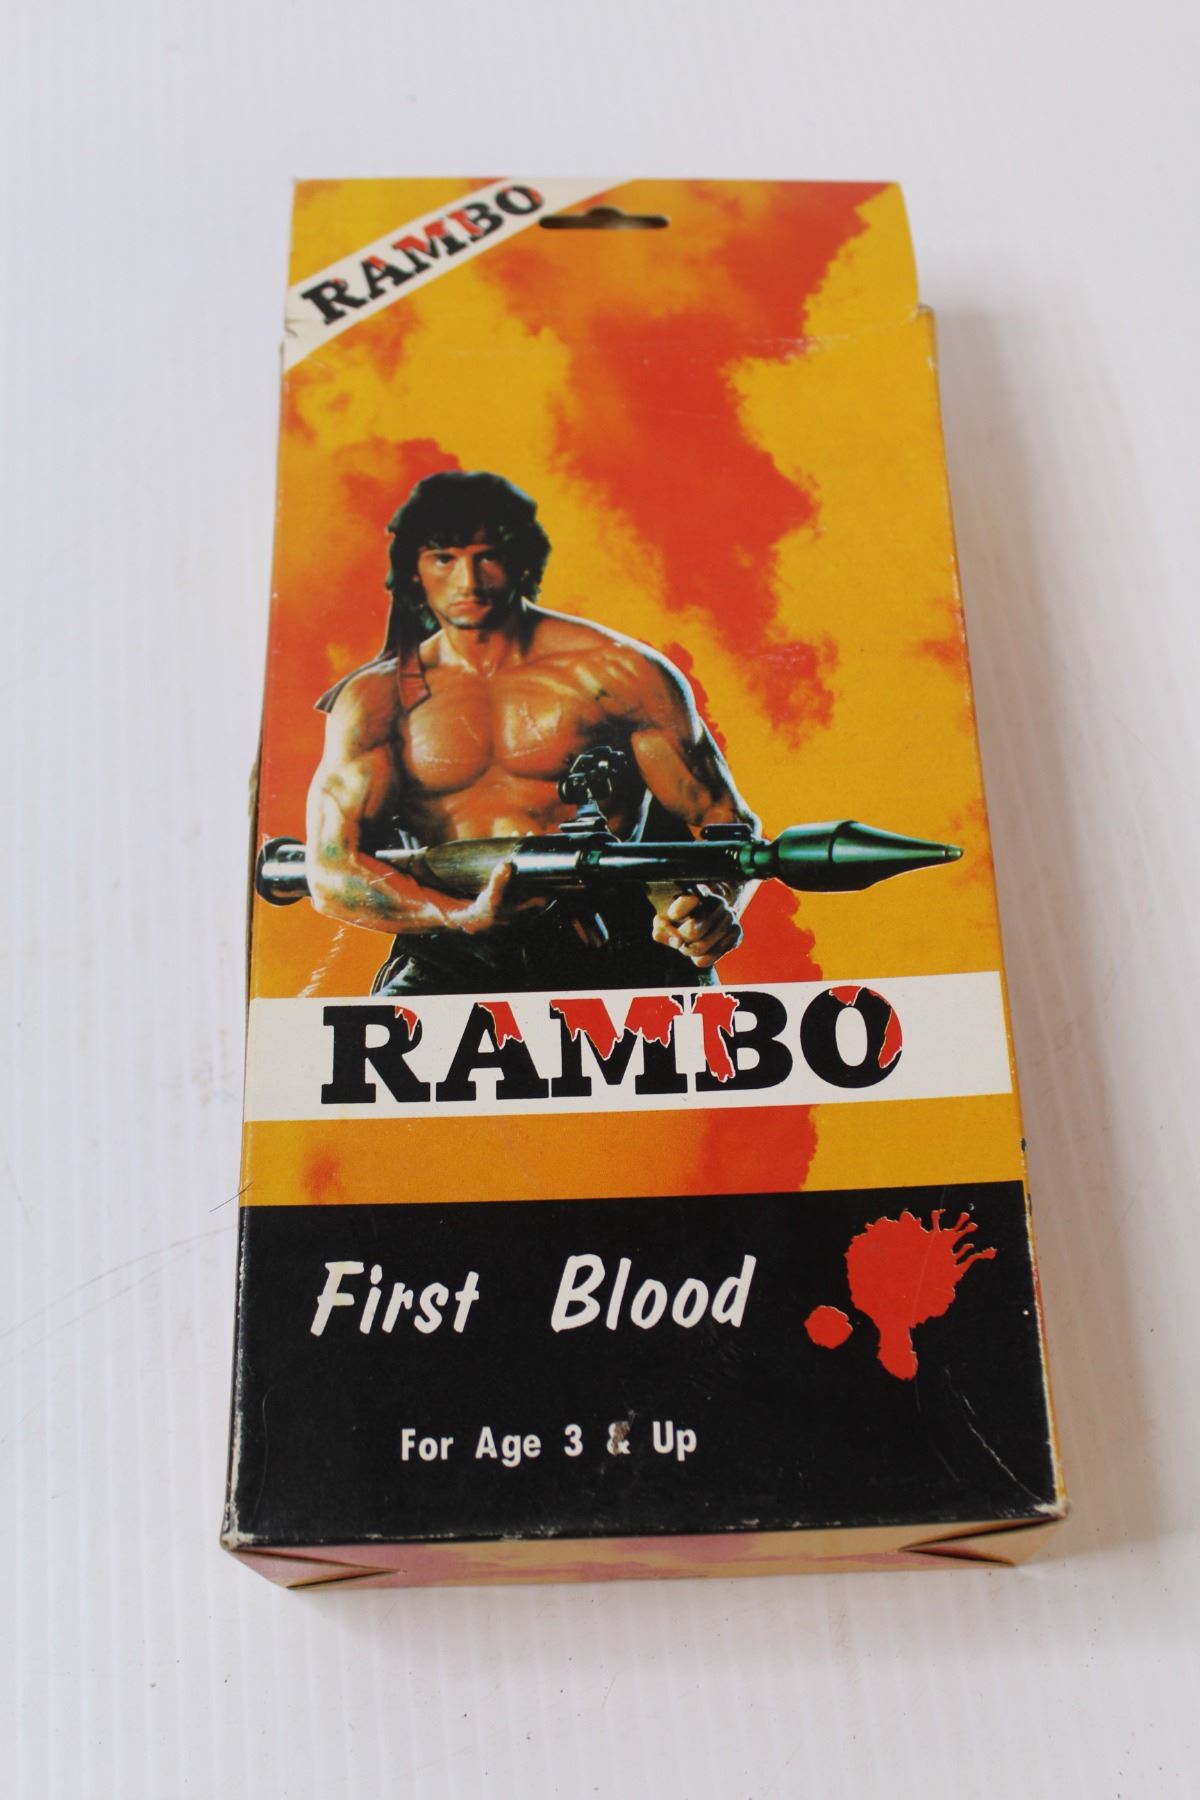 RAMBO
RAMBO
First Blood
For Age 3 & Up